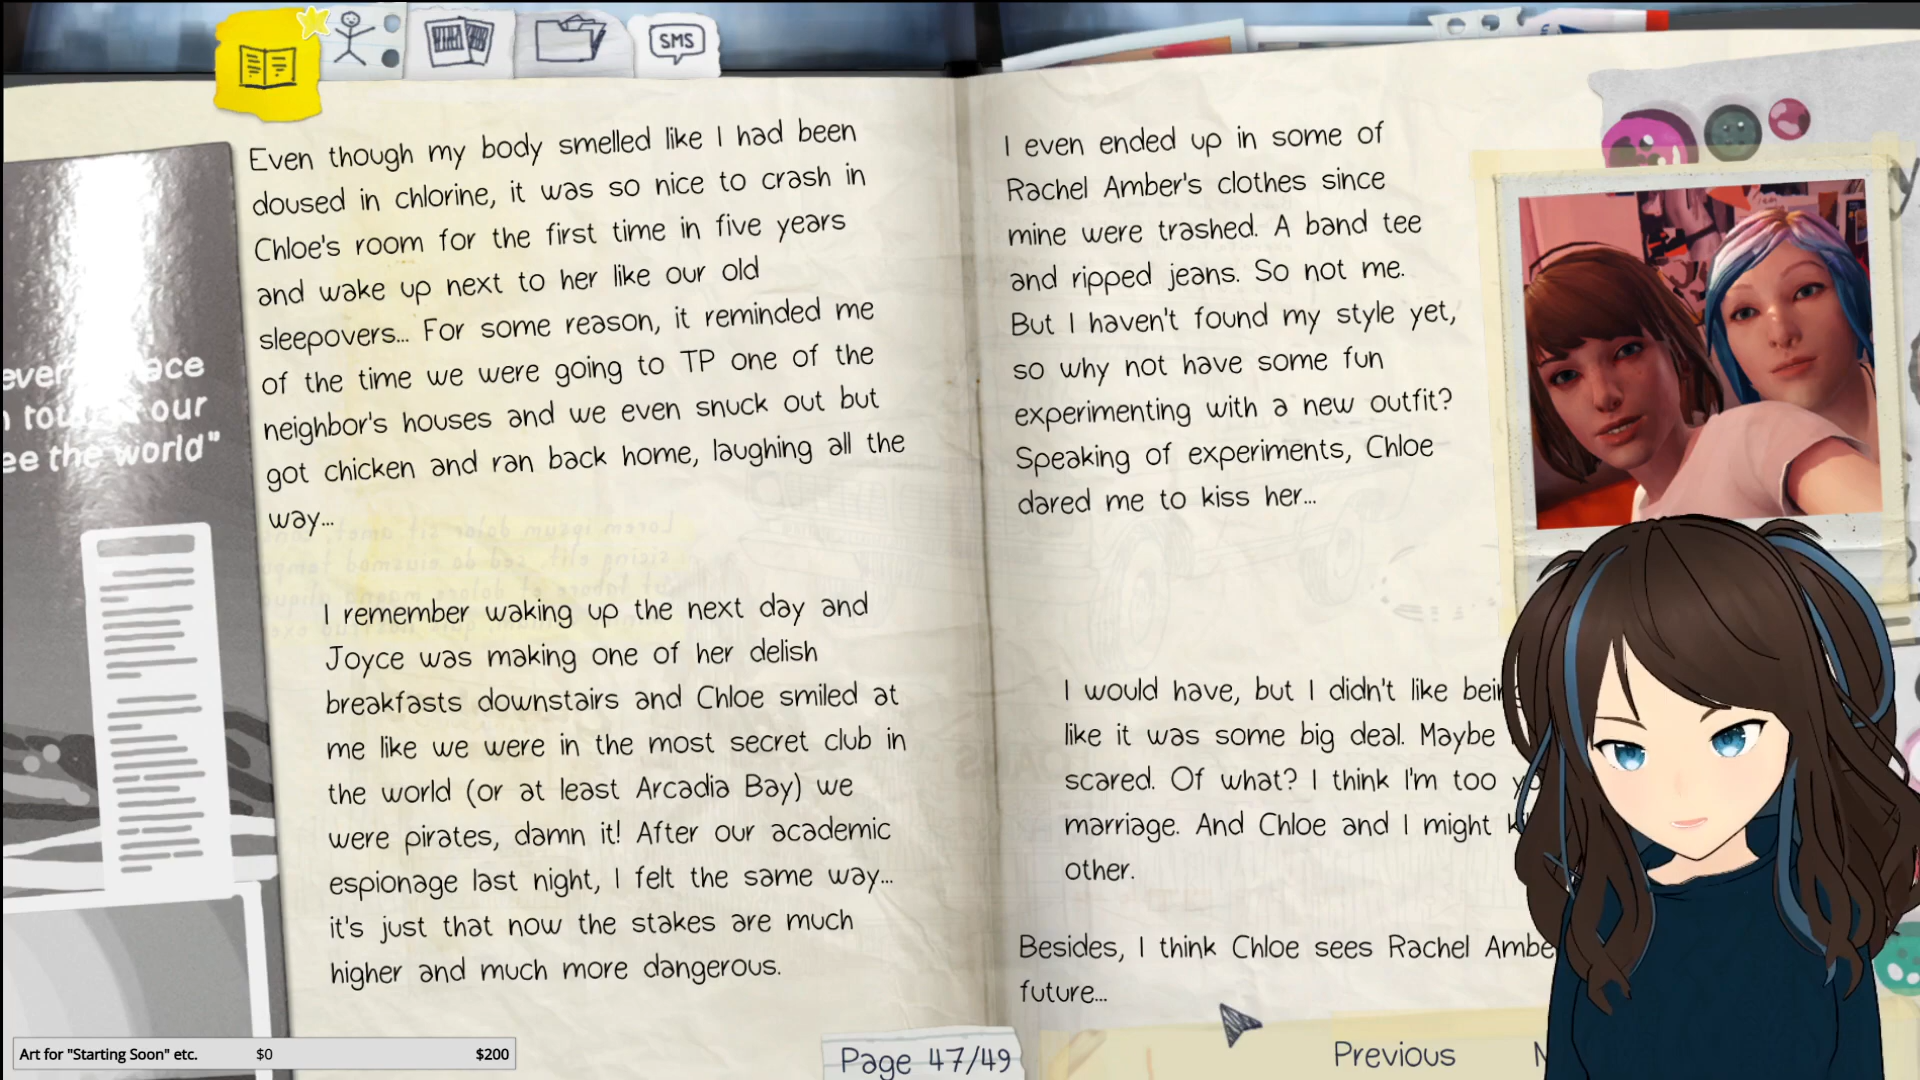 SMS
Even though my body smelled like I had been
doused in chlorine, it was so nice to crash in
Chloe's room for the first time in five years
and wake up next to her like our old
sleepovers... For some reason, it reminded me
of the time we were going to TP one of the
neighbor's houses and we even snuck out but
got chicken and ran back home, laughing all the
way...
I remember waking up the next day and
Joyce was making one of her delish
breakfasts downstairs and Chloe smiled at
me like we were in the most secret club in
the world (or at least Arcadia Bay) we
were pirates, damn it! After our academic
espionage last night, I felt the same way...
it's just that now the stakes are much
higher and much more dangerous.
our
the world"
I even ended up in some of
Rachel Amber's clothes since
mine were trashed. A band tee
and ripped jeans. So not me.
But I haven't found my style yet,
so why not have some fun
experimenting with a new outfit?
Speaking of experiments, Chloe
dared me to kiss her...
I would have, but I didn't like
like it was some big deal. Maybe
scared. Of what? I think I'm too
marriage. And Chloe and I might
other.
Besides, I think Chloe sees Rachel
future...
Art for "Starting Soon" etc. $0 $200
Page 47/49
Previous